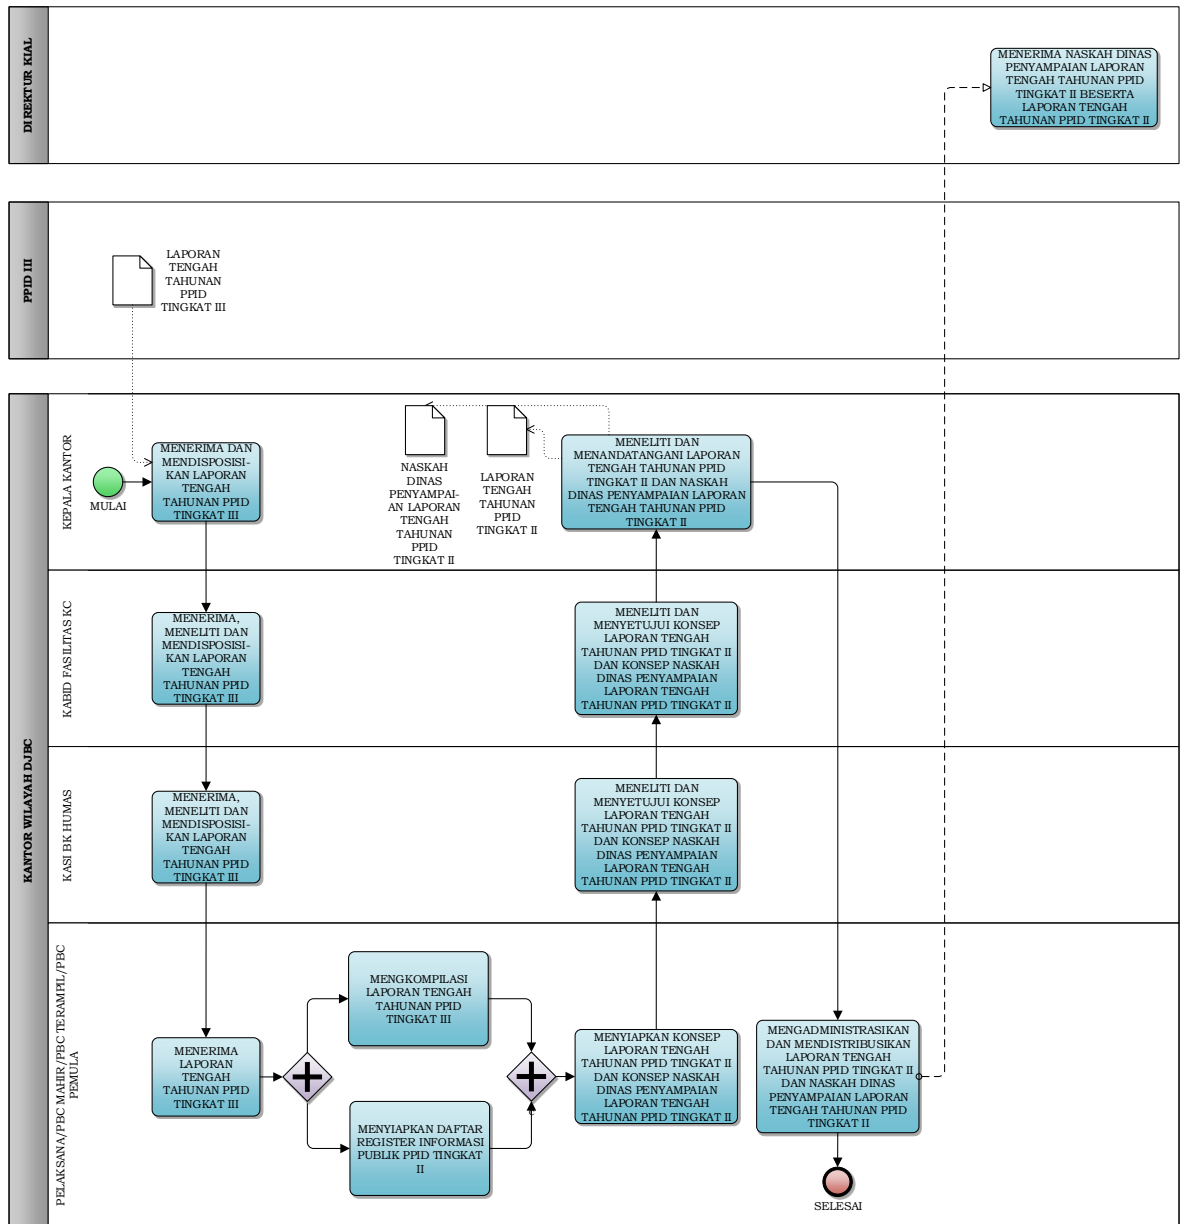 DIREKTUR KIAL
MENERIMA NASKAH DINAS
PENYAMPAIAN LAPORAN
TENGAH TAHUNAN PPID
TINGKAT II BESERTA
LAPORAN TENGAH
TAHUNAN PPID TINGKAT II
PPID III
LAPORAN
TENGAH
TAHUNAN
PPID
TINGKAT III
KANTOR WILAYAH DJBC
KEPALA KANTOR
MULAI
MENERIMA DAN
MENDISPOSISI-
KAN LAPORAN
TENGAH
TAHUNAN PPID
TINGKAT III
NASKAH
DINAS
PENYAMPAI-
AN LAPORAN
TENGAH
TAHUNAN
PPID
TINGKAT II
LAPORAN
TENGAH
TAHUNAN
PPID
TINGKAT II
MENELITI DAN
MENANDATANGANI LAPORAN
TENGAH TAHUNAN PPID
TINGKAT II DAN NASKAH
DINAS PENYAMPAIAN LAPORAN
TENGAH TAHUNAN PPID
TINGKAT II
KABID FASILITAS KC
MENERIMA,
MENELITI DAN
MENDISPOSISI-
KAN LAPORAN
TENGAH
TAHUNAN PPID
TINGKAT III
MENELITI DAN
MENYETUJUI KONSEP
LAPORAN TENGAH
TAHUNAN PPID TINGKAT II
DAN KONSEP NASKAH
DINAS PENYAMPAIAN
LAPORAN TENGAH
TAHUNAN PPID TINGKAT II
KASI BK HUMAS
MENERIMA,
MENELITI DAN
MENDISPOSISI-
KAN LAPORAN
TENGAH
TAHUNAN PPID
TINGKAT III
MENELITI DAN
MENYETUJUI KONSEP
LAPORAN TENGAH
TAHUNAN PPID TINGKAT II
DAN KONSEP NASKAH
DINAS PENYAMPAIAN
LAPORAN TENGAH
TAHUNAN PPID TINGKAT II
PELAKSANA/PBC MAHIR/PBC TERAMPIL/PBC
PEMULA
MENERIMA
LAPORAN
TENGAH
TAHUNAN PPID
TINGKAT III
MENGKOMPILASI
LAPORAN TENGAH
TAHUNAN PPID
TINGKAT III
MENYIAPKAN DAFTAR
REGISTER INFORMASI
PUBLIK PPID TINGKAT
II
MENYIAPKAN KONSEP
LAPORAN TENGAH
TAHUNAN PPID TINGKAT II
DAN KONSEP NASKAH
DINAS PENYAMPAIAN
LAPORAN TENGAH
TAHUNAN PPID TINGKAT II
MENGADMINISTRASIKAN
DAN MENDISTRIBUSIKAN
LAPORAN TENGAH
TAHUNAN PPID TINGKAT II
DAN NASKAH DINAS
PENYAMPAIAN LAPORAN
TENGAH TAHUNAN PPID
TINGKAT II
SELESAI